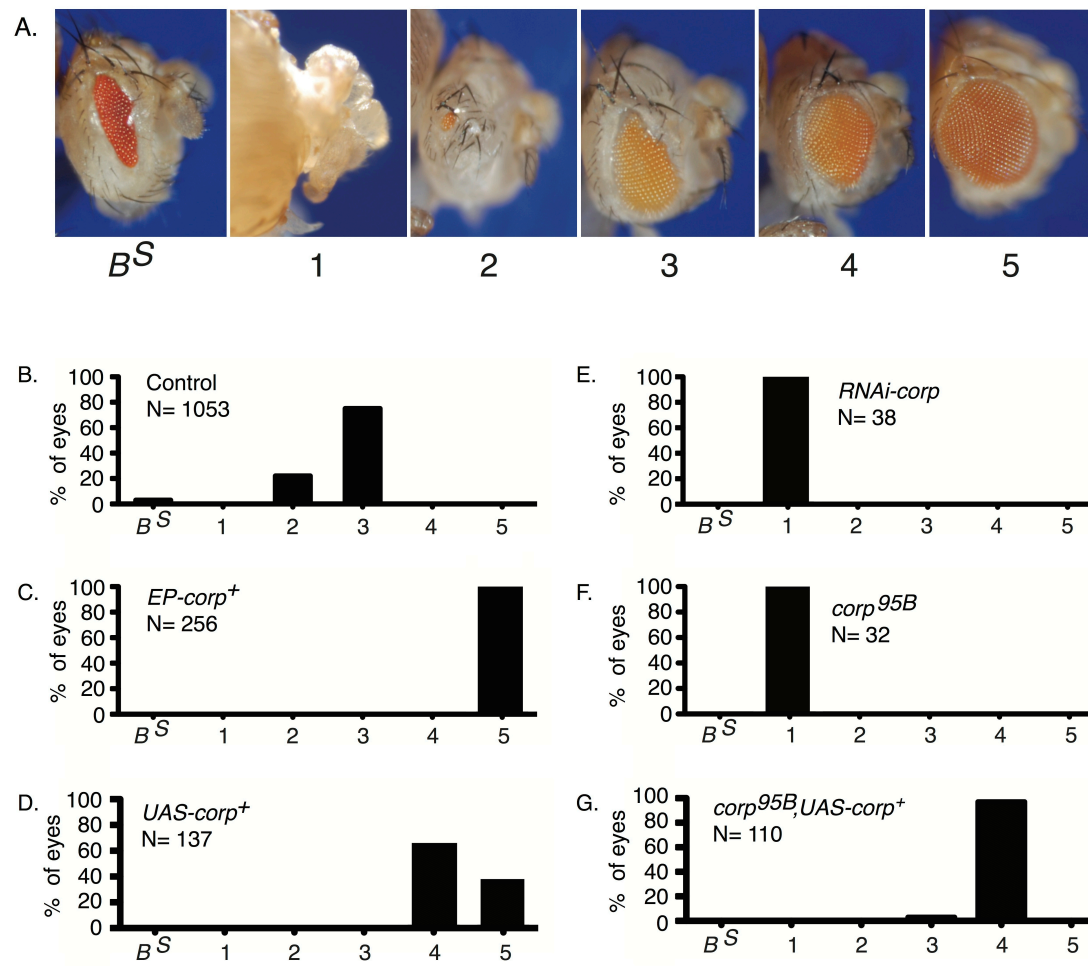 A.
B^S 1 2 3 4 5
B.
Control
N= 1053
% of eyes
100
80
60
40
20
0
B^S 1 2 3 4 5
E.
RNAi-corp
N= 38
% of eyes
100
80
60
40
20
0
B^S 1 2 3 4 5
C.
EP-corp+
N= 256
% of eyes
100
80
60
40
20
0
B^S 1 2 3 4 5
F.
corp^95B
N= 32
% of eyes
100
80
60
40
20
0
B^S 1 2 3 4 5
D.
UAS-corp+
N= 137
% of eyes
100
80
60
40
20
0
B^S 1 2 3 4 5
G.
corp^95B,UAS-corp+
N= 110
% of eyes
100
80
60
40
20
0
B^S 1 2 3 4 5